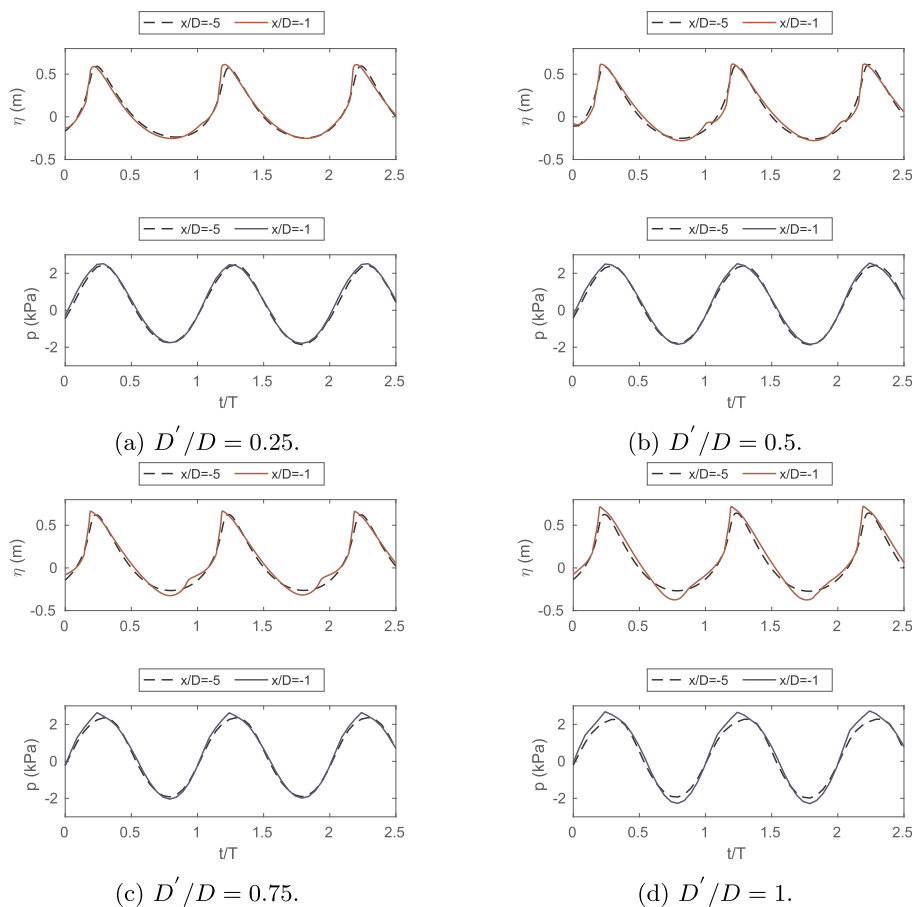 x/D=-5 x/D=-1 x/D=-5 x/D=-1
0.5 0.5
η (m) 0 η (m) 0
-0.5 -0.5
0 0.5 1 1.5 2 2.5 0 0.5 1 1.5 2 2.5
x/D=-5 x/D=-1 x/D=-5 x/D=-1
2 2
p (kPa) 0 p (kPa) 0
-2 -2
0 0.5 1 1.5 2 2.5 0 0.5 1 1.5 2 2.5
t/T t/T
(a) D′/D = 0.25. (b) D′/D = 0.5.
x/D=-5 x/D=-1 x/D=-5 x/D=-1
0.5 0.5
η (m) 0 η (m) 0
-0.5 -0.5
0 0.5 1 1.5 2 2.5 0 0.5 1 1.5 2 2.5
x/D=-5 x/D=-1 x/D=-5 x/D=-1
2 2
p (kPa) 0 p (kPa) 0
-2 -2
0 0.5 1 1.5 2 2.5 0 0.5 1 1.5 2 2.5
t/T t/T
(c) D′/D = 0.75. (d) D′/D = 1.